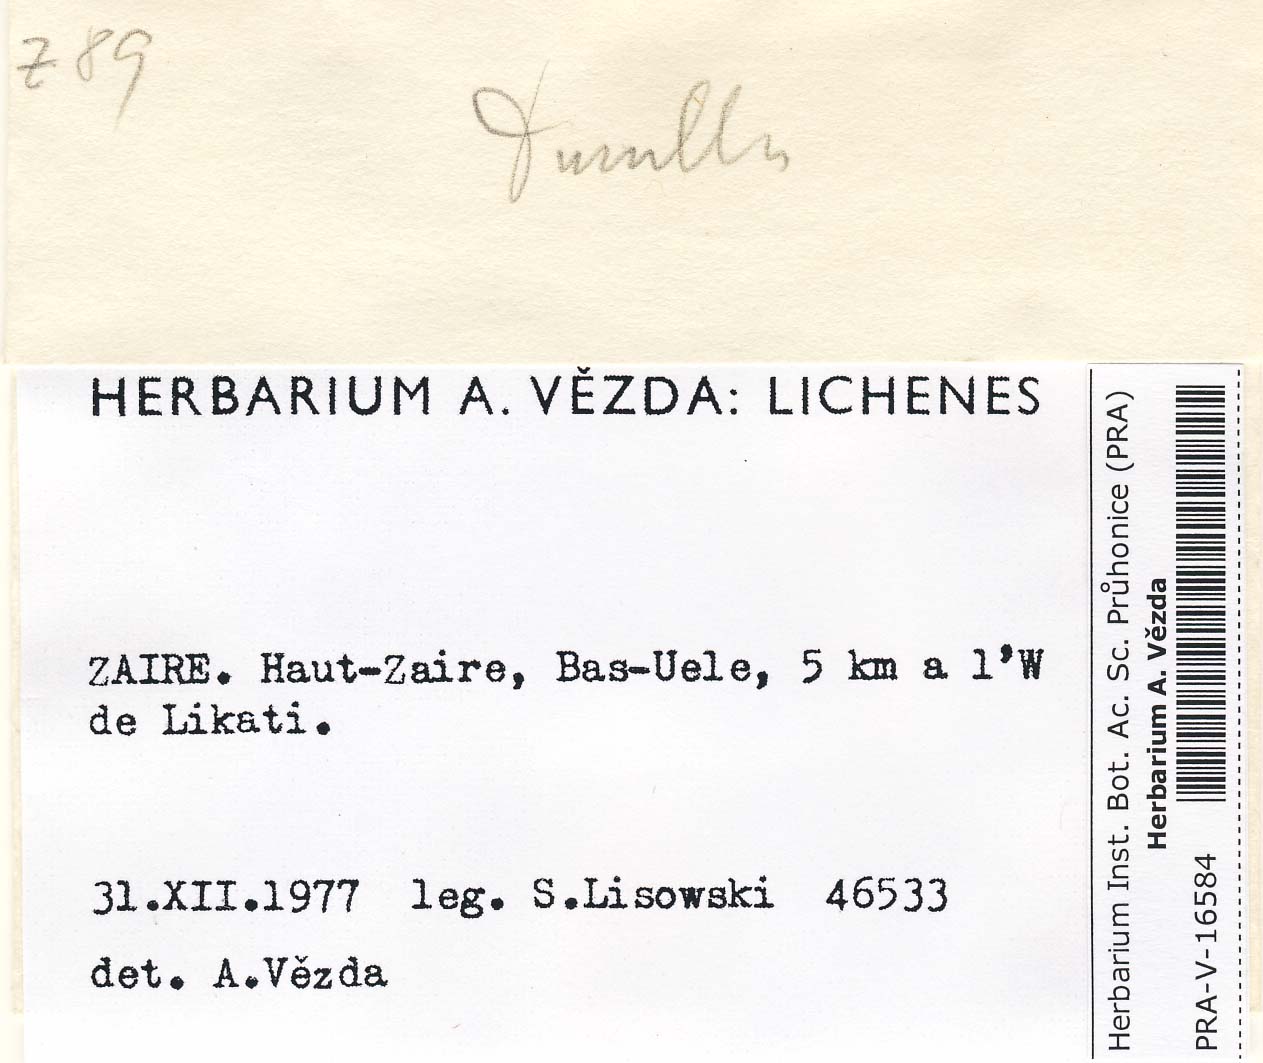 Z 89
HERBARIUM A. VĚZDA: LICHENES
ZAIRE. Haut-Zaire, Bas-Uele, 5 km a l'W
de Likati.
31.XII.1977 leg. S.Lisowski 46533
det. A.Vězda
Herbarium Inst. Bot. Ac. Sc. Průhonice (PRA)
Herbarium A. Vězda
PRA-V-16584